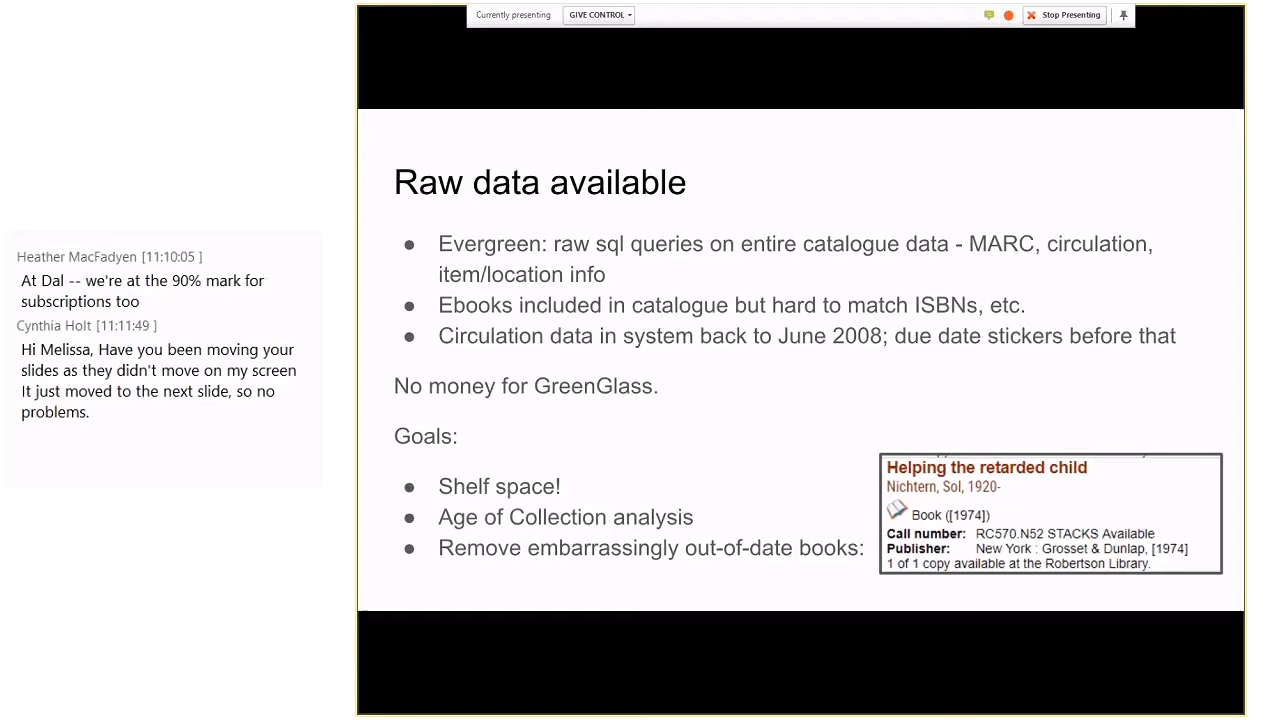 Currently presenting
GIVE CONTROL
Stop Presenting
Heather MacFadyen [11:10:05 ]
At Dal -- we're at the 90% mark for
subscriptions too
Cynthia Holt [11:11:49 ]
Hi Melissa, Have you been moving your
slides as they didn't move on my screen
It just moved to the next slide, so no
problems.
Raw data available
● Evergreen: raw sql queries on entire catalogue data - MARC, circulation,
item/location info
● Ebooks included in catalogue but hard to match ISBNs, etc.
● Circulation data in system back to June 2008; due date stickers before that
No money for GreenGlass.
Goals:
● Shelf space!
● Age of Collection analysis
● Remove embarrassingly out-of-date books:
Helping the retarded child
Nichtern, Sol, 1920-
Book ([1974])
Call number: RC570.N52 STACKS Available
Publisher: New York : Grosset & Dunlap, [1974]
1 of 1 copy available at the Robertson Library.